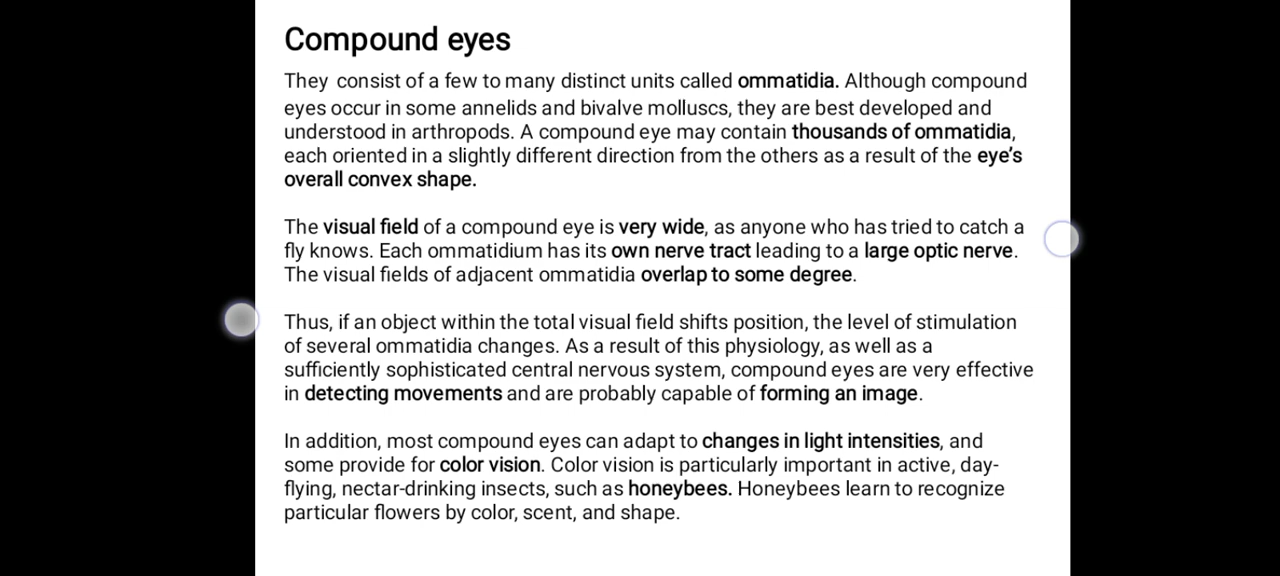 Compound eyes
They consist of a few to many distinct units called ommatidia. Although compound
eyes occur in some annelids and bivalve molluscs, they are best developed and
understood in arthropods. A compound eye may contain thousands of ommatidia,
each oriented in a slightly different direction from the others as a result of the eye’s
overall convex shape.
The visual field of a compound eye is very wide, as anyone who has tried to catch a
fly knows. Each ommatidium has its own nerve tract leading to a large optic nerve.
The visual fields of adjacent ommatidia overlap to some degree.
Thus, if an object within the total visual field shifts position, the level of stimulation
of several ommatidia changes. As a result of this physiology, as well as a
sufficiently sophisticated central nervous system, compound eyes are very effective
in detecting movements and are probably capable of forming an image.
In addition, most compound eyes can adapt to changes in light intensities, and
some provide for color vision. Color vision is particularly important in active, day-
flying, nectar-drinking insects, such as honeybees. Honeybees learn to recognize
particular flowers by color, scent, and shape.